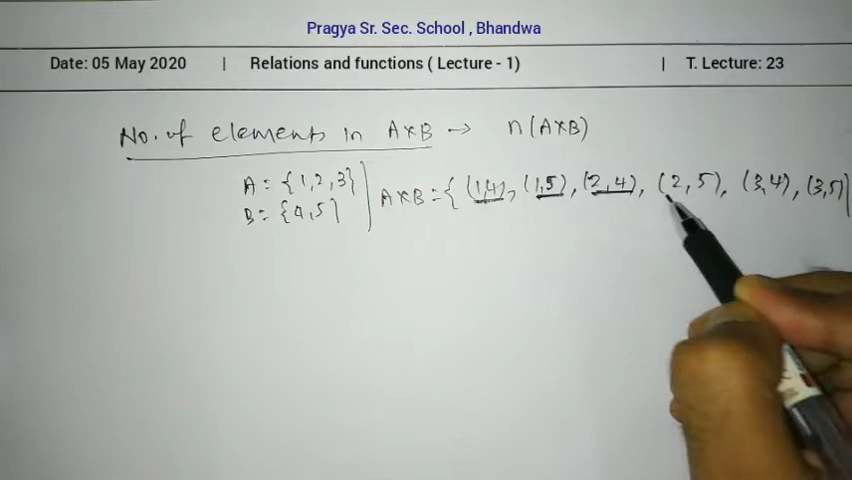 Pragya Sr. Sec. School , Bhandwa
Date: 05 May 2020 | Relations and functions ( Lecture - 1) | T. Lecture: 23
No. of elements in A×B → n(A×B)
A = {1,2,3} | A×B = { (1,4), (1,5), (2,4), (2,5), (3,4), (3,5)
B = {4,5}